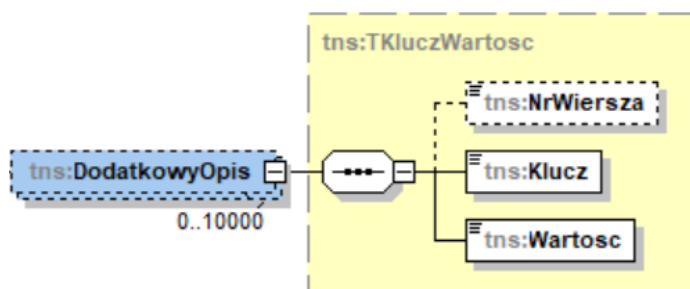 tns:TKluczWartosc
tns:NrWiersza
tns:DodatkowyOpis
tns:Klucz
0..10000
tns:Wartosc